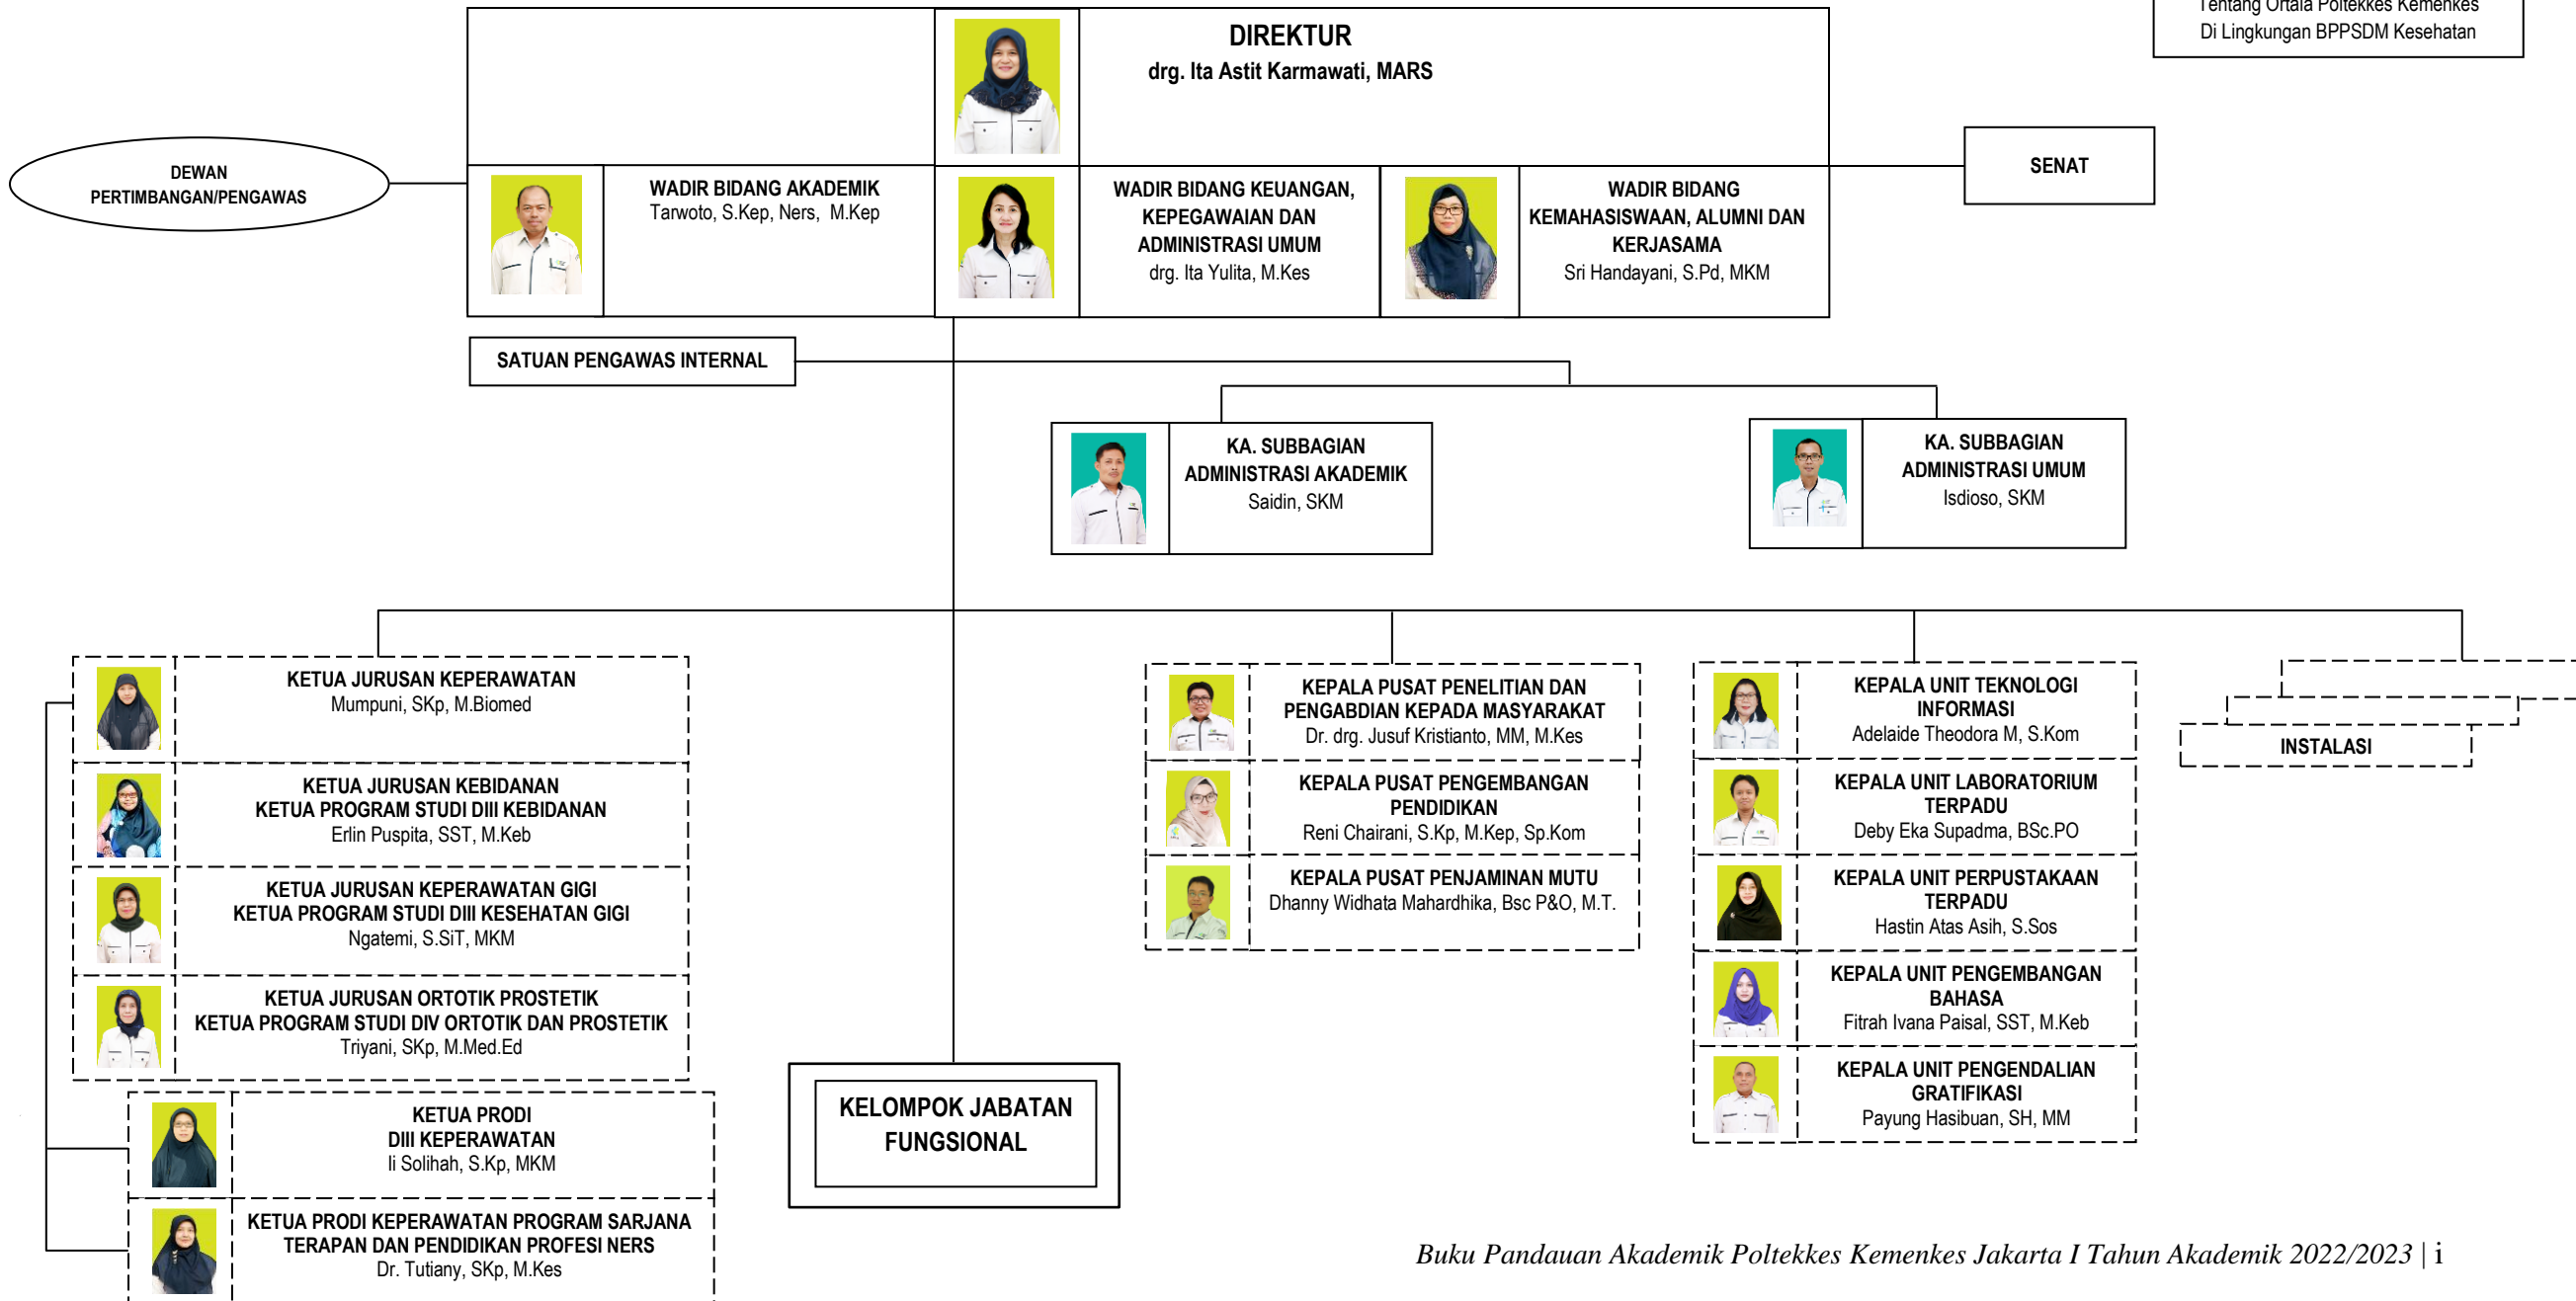 Tentang Ortala Poltekkes Kemenkes
Di Lingkungan BPPSDM Kesehatan
DIREKTUR
drg. Ita Astit Karmawati, MARS
DEWAN
PERTIMBANGAN/PENGAWAS
SENAT
WADIR BIDANG AKADEMIK
Tarwoto, S.Kep, Ners, M.Kep
WADIR BIDANG KEUANGAN,
KEPEGAWAIAN DAN
ADMINISTRASI UMUM
drg. Ita Yulita, M.Kes
WADIR BIDANG
KEMAHASISWAAN, ALUMNI DAN
KERJASAMA
Sri Handayani, S.Pd, MKM
SATUAN PENGAWAS INTERNAL
KA. SUBBAGIAN
ADMINISTRASI AKADEMIK
Saidin, SKM
KA. SUBBAGIAN
ADMINISTRASI UMUM
Isdioso, SKM
KETUA JURUSAN KEPERAWATAN
Mumpuni, SKp, M.Biomed
KETUA JURUSAN KEBIDANAN
KETUA PROGRAM STUDI DIII KEBIDANAN
Erlin Puspita, SST, M.Keb
KETUA JURUSAN KEPERAWATAN GIGI
KETUA PROGRAM STUDI DIII KESEHATAN GIGI
Ngatemi, S.SiT, MKM
KETUA JURUSAN ORTOTIK PROSTETIK
KETUA PROGRAM STUDI DIV ORTOTIK DAN PROSTETIK
Triyani, SKp, M.Med.Ed
KETUA PRODI
DIII KEPERAWATAN
Ii Solihah, S.Kp, MKM
KETUA PRODI KEPERAWATAN PROGRAM SARJANA
TERAPAN DAN PENDIDIKAN PROFESI NERS
Dr. Tutiany, SKp, M.Kes
KELOMPOK JABATAN
FUNGSIONAL
KEPALA PUSAT PENELITIAN DAN
PENGABDIAN KEPADA MASYARAKAT
Dr. drg. Jusuf Kristianto, MM, M.Kes
KEPALA PUSAT PENGEMBANGAN
PENDIDIKAN
Reni Chairani, S.Kp, M.Kep, Sp.Kom
KEPALA PUSAT PENJAMINAN MUTU
Dhanny Widhata Mahardhika, Bsc P&O, M.T.
KEPALA UNIT TEKNOLOGI
INFORMASI
Adelaide Theodora M, S.Kom
KEPALA UNIT LABORATORIUM
TERPADU
Deby Eka Supadma, BSc.PO
KEPALA UNIT PERPUSTAKAAN
TERPADU
Hastin Atas Asih, S.Sos
KEPALA UNIT PENGEMBANGAN
BAHASA
Fitrah Ivana Paisal, SST, M.Keb
KEPALA UNIT PENGENDALIAN
GRATIFIKASI
Payung Hasibuan, SH, MM
INSTALASI
Buku Pandauan Akademik Poltekkes Kemenkes Jakarta I Tahun Akademik 2022/2023 | i